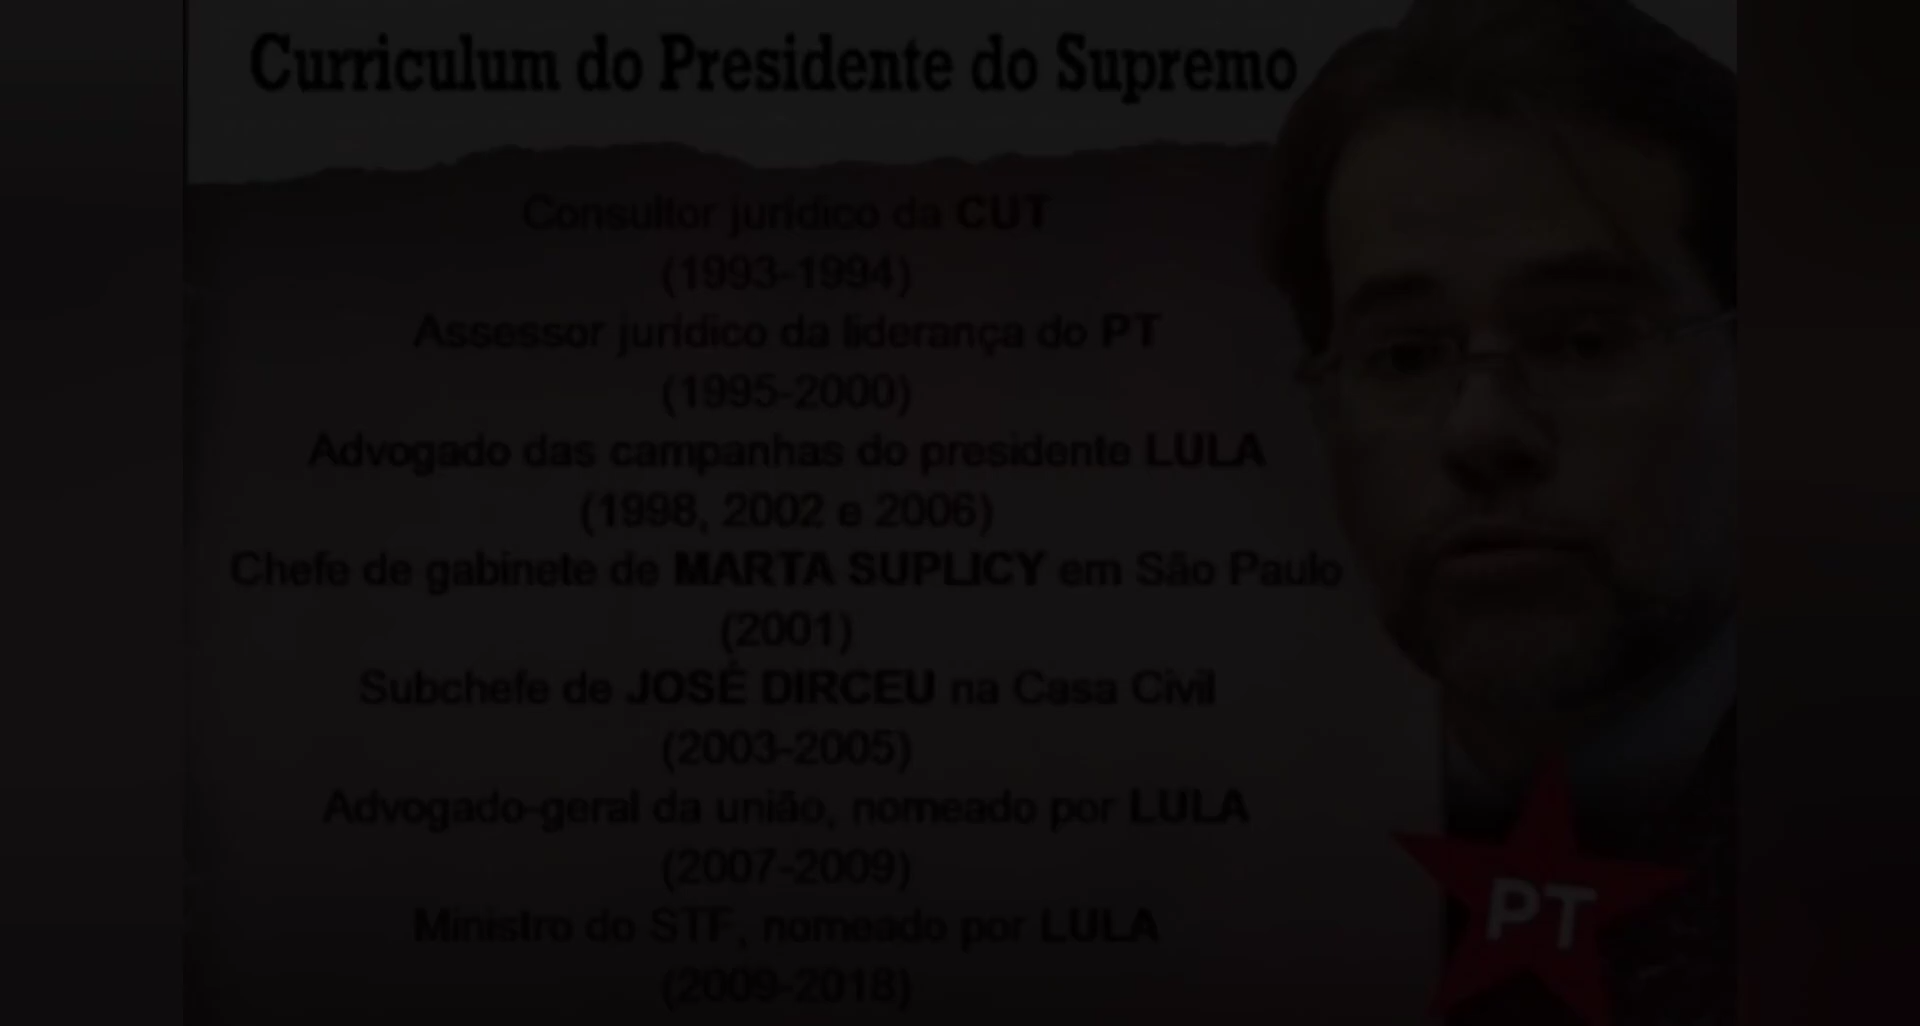 Curriculum do Presidente do Supremo
Consultor jurídico da CUT
(1993-1994)
Assessor jurídico da liderança do PT
(1995-2000)
Advogado das campanhas do presidente LULA
(1998, 2002 e 2006)
Chefe de gabinete de MARTA SUPLICY em São Paulo
(2001)
Subchefe de JOSÉ DIRCEU na Casa Civil
(2003-2005)
Advogado-geral da união, nomeado por LULA
(2007-2009)
Ministro do STF, nomeado por LULA
(2009-2018)
PT